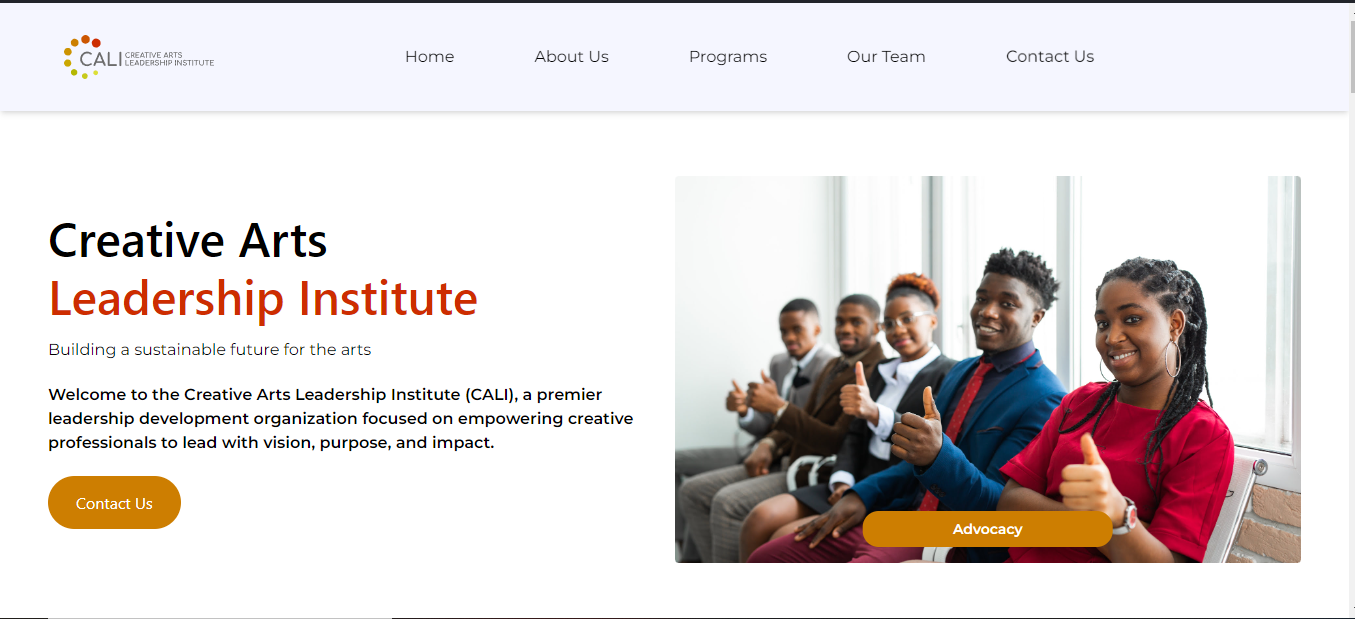 CALI CREATIVE ARTS
LEADERSHIP INSTITUTE
Home
About Us
Programs
Our Team
Contact Us
Creative Arts
Leadership Institute
Building a sustainable future for the arts
Welcome to the Creative Arts Leadership Institute (CALI), a premier
leadership development organization focused on empowering creative
professionals to lead with vision, purpose, and impact.
Contact Us
Advocacy